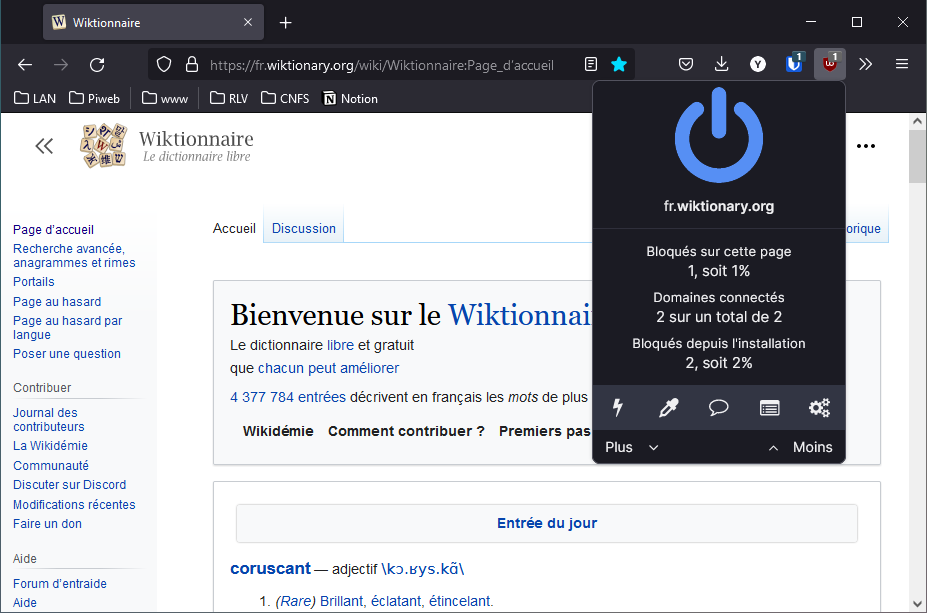 Wiktionnaire
https://fr.wiktionary.org/wiki/Wiktionnaire:Page_d'accueil
1
1
LAN
Piweb
www
RLV
CNFS
Notion
Wiktionnaire
Le dictionnaire libre
Page d'accueil
Recherche avancée,
anagrammes et rimes
Portails
Page au hasard
Page au hasard par
langue
Poser une question
Contribuer
Journal des
contributeurs
La Wikidémie
Communauté
Discuter sur Discord
Modifications récentes
Faire un don
Aide
Forum d'entraide
Aide
Accueil
Discussion
orique
Bienvenue sur le Wiktionnai
Le dictionnaire libre et gratuit
que chacun peut améliorer
4 377 784 entrées décrivent en français les mots de plus
Wikidémie Comment contribuer ? Premiers pas
Entrée du jour
coruscant — adjectif \kɔ.ʁys.kɑ̃\
1. (Rare) Brillant, éclatant, étincelant.
fr.wiktionary.org
Bloqués sur cette page
1, soit 1%
Domaines connectés
2 sur un total de 2
Bloqués depuis l'installation
2, soit 2%
Plus
Moins